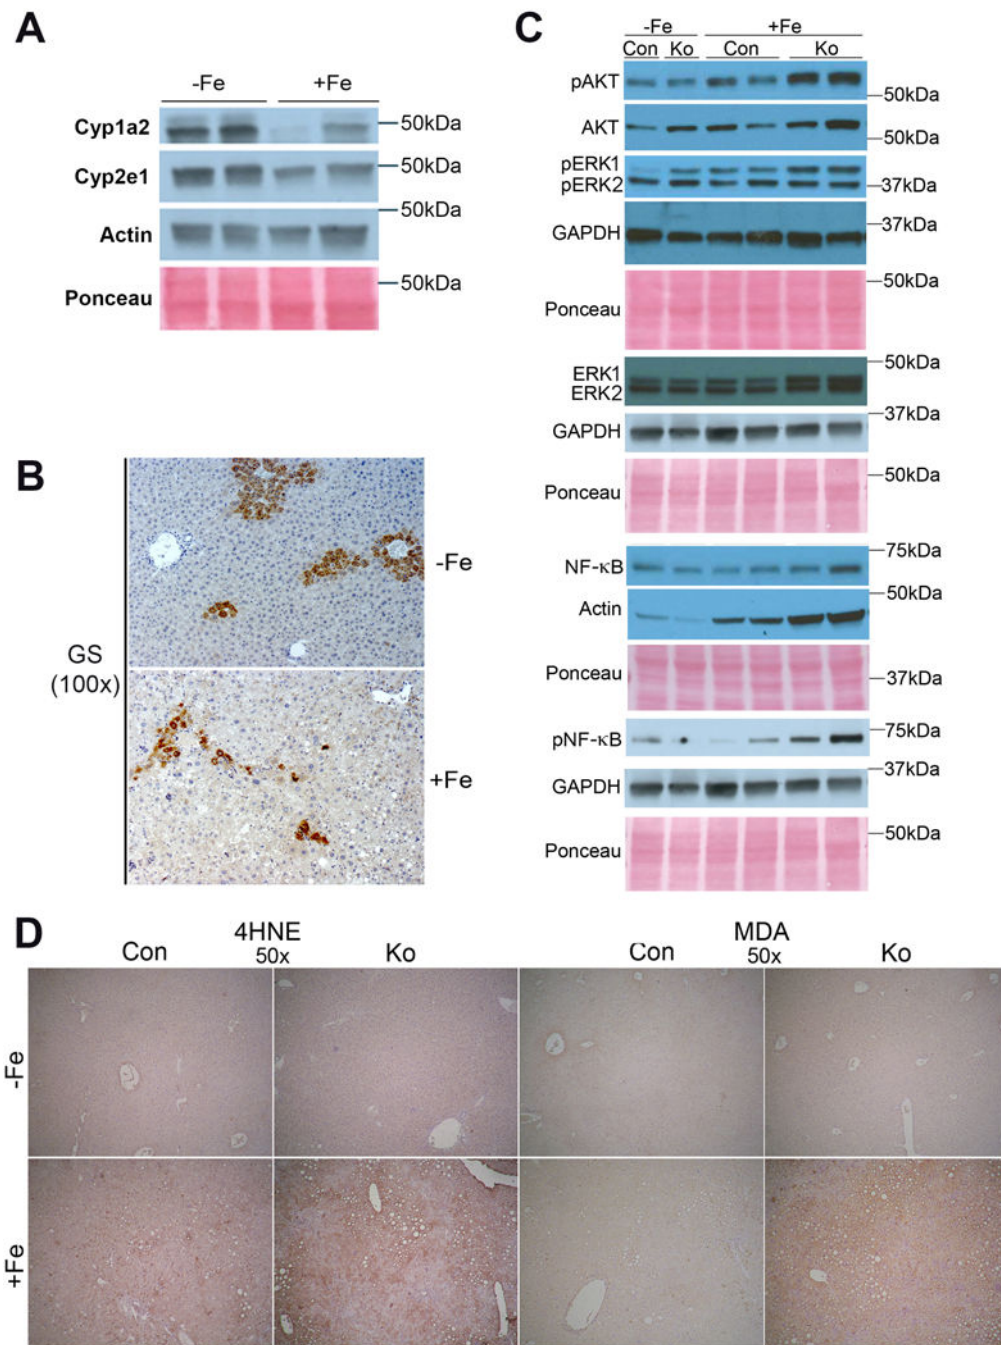 A
-Fe +Fe
Cyp1a2 50kDa
Cyp2e1 50kDa
Actin 50kDa
Ponceau 50kDa
B
GS
(100x)
-Fe
+Fe
C
-Fe +Fe
Con Ko Con Ko
pAKT 50kDa
AKT 50kDa
pERK1
pERK2 37kDa
GAPDH 37kDa
Ponceau 50kDa
ERK1 50kDa
ERK2
GAPDH 37kDa
Ponceau 50kDa
NF-κB 75kDa
Actin 50kDa
Ponceau 37kDa
pNF-κB 75kDa
GAPDH 37kDa
Ponceau 50kDa
D
4HNE MDA
Con 50x Ko Con 50x Ko
-Fe
+Fe